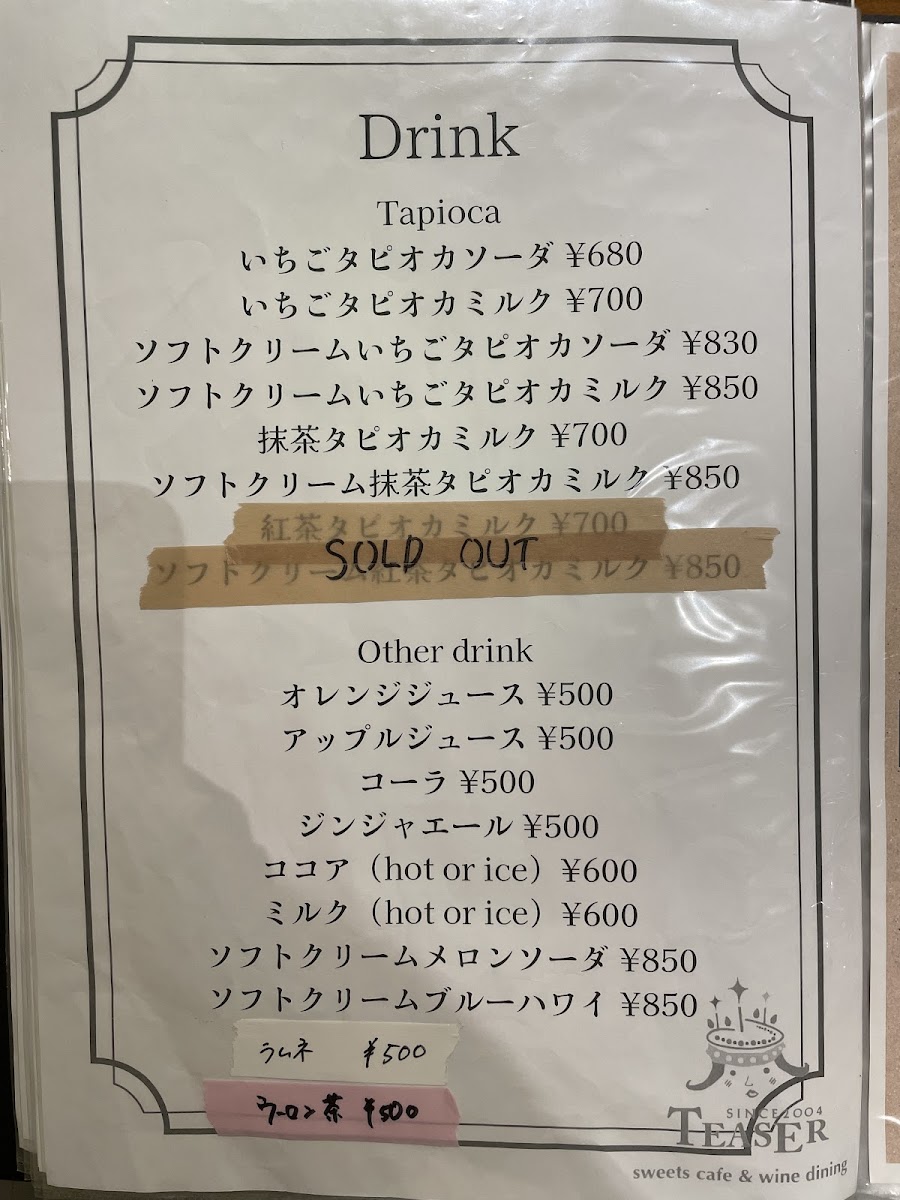 Drink
Tapioca
いちごタピオカソーダ ¥680
いちごタピオカミルク ¥700
ソフトクリームいちごタピオカソーダ ¥830
ソフトクリームいちごタピオカミルク ¥850
抹茶タピオカミルク ¥700
ソフトクリーム抹茶タピオカミルク ¥850
紅茶タピオカミルク ¥700
SOLD OUT
ソフトクリーム紅茶タピオカミルク ¥850
Other drink
オレンジジュース ¥500
アップルジュース ¥500
コーラ ¥500
ジンジャエール ¥500
ココア（hot or ice）¥600
ミルク（hot or ice）¥600
ソフトクリームメロンソーダ ¥850
ソフトクリームブルーハワイ ¥850
ラムネ ¥500
ウーロン茶 ¥500
SINCE 2004
TEASER
sweets cafe & wine dining